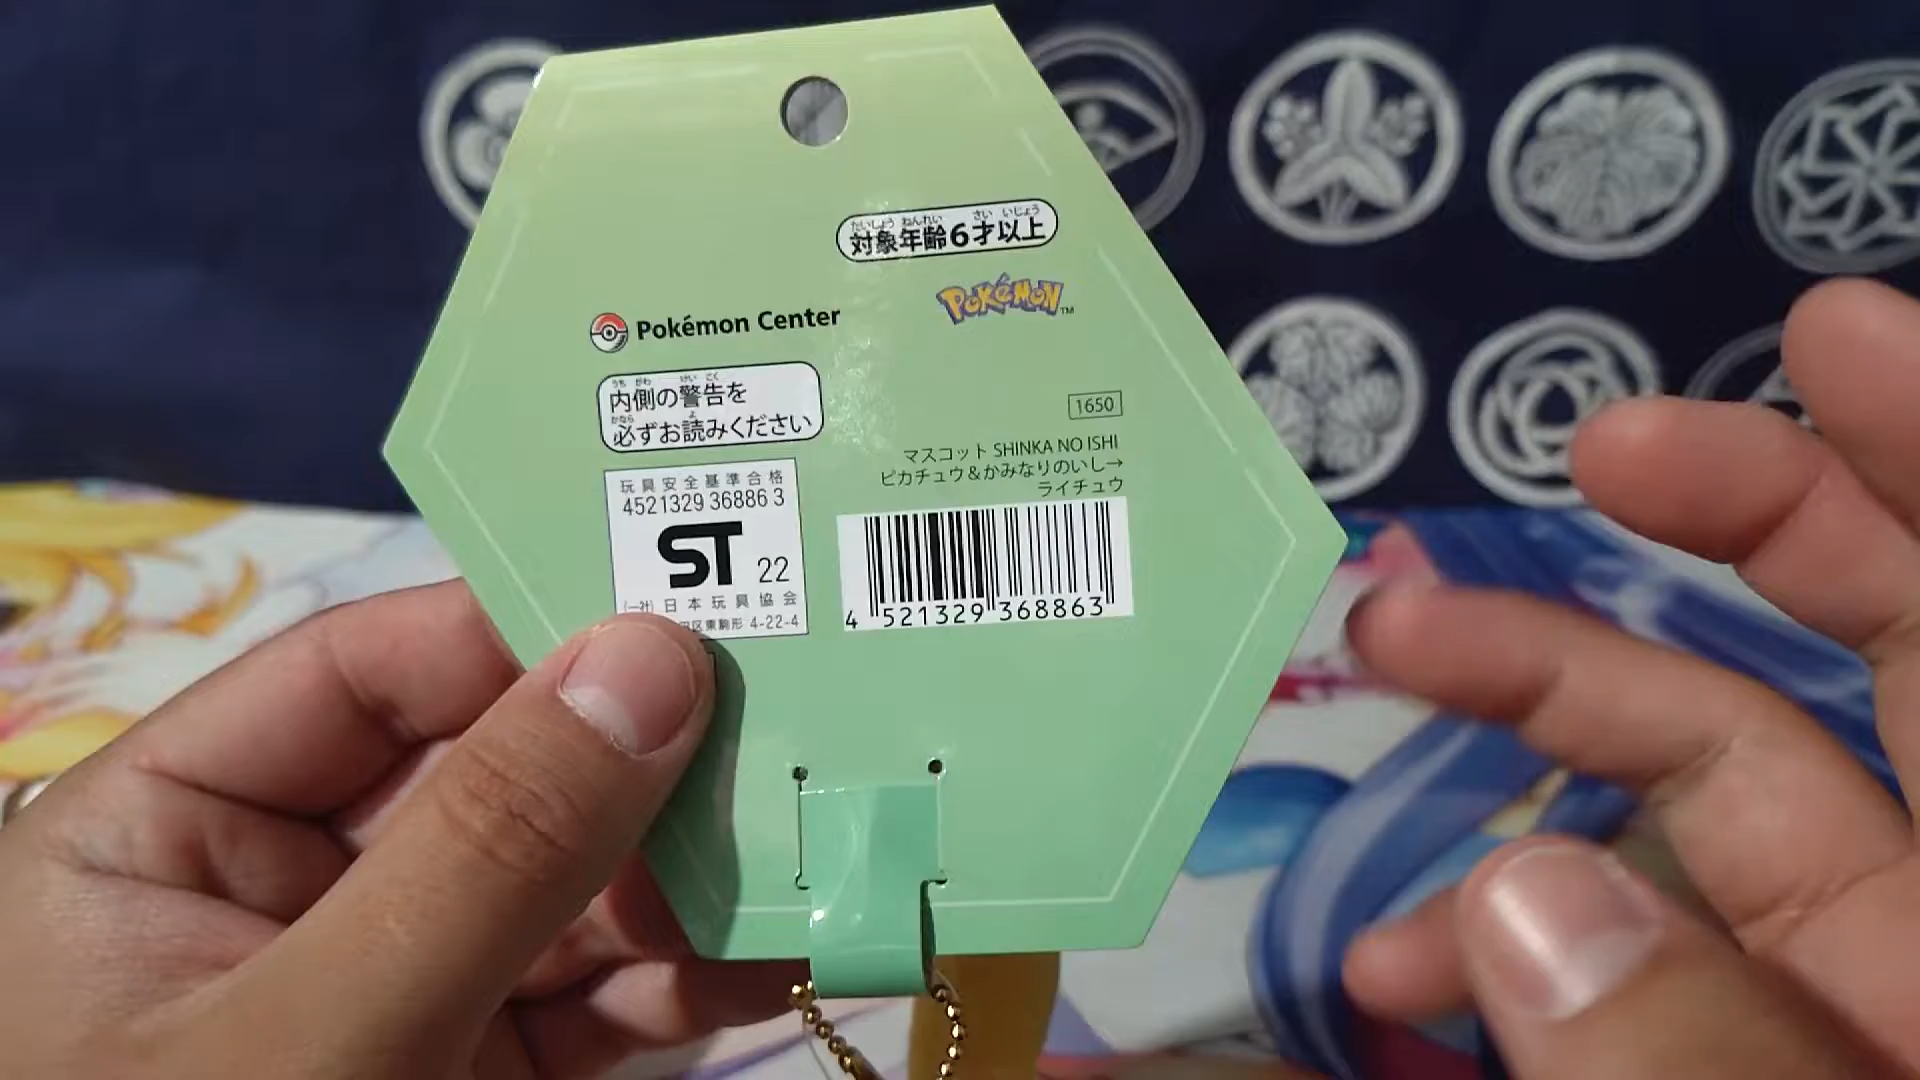 たいしょう ねんれい さい いじょう
対象年齢6才以上
Pokémon™
Pokémon Center
うち がわ けい こく
内側の警告を
かなら よ
必ずお読みください
1650
マスコット SHINKA NO ISHI
ピカチュウ&かみなりのいし→
ライチュウ
玩具安全基準合格
4521329 36886 3
ST 22
(一社) 日本玩具協会
区東駒形 4-22-4
4 521329 368863